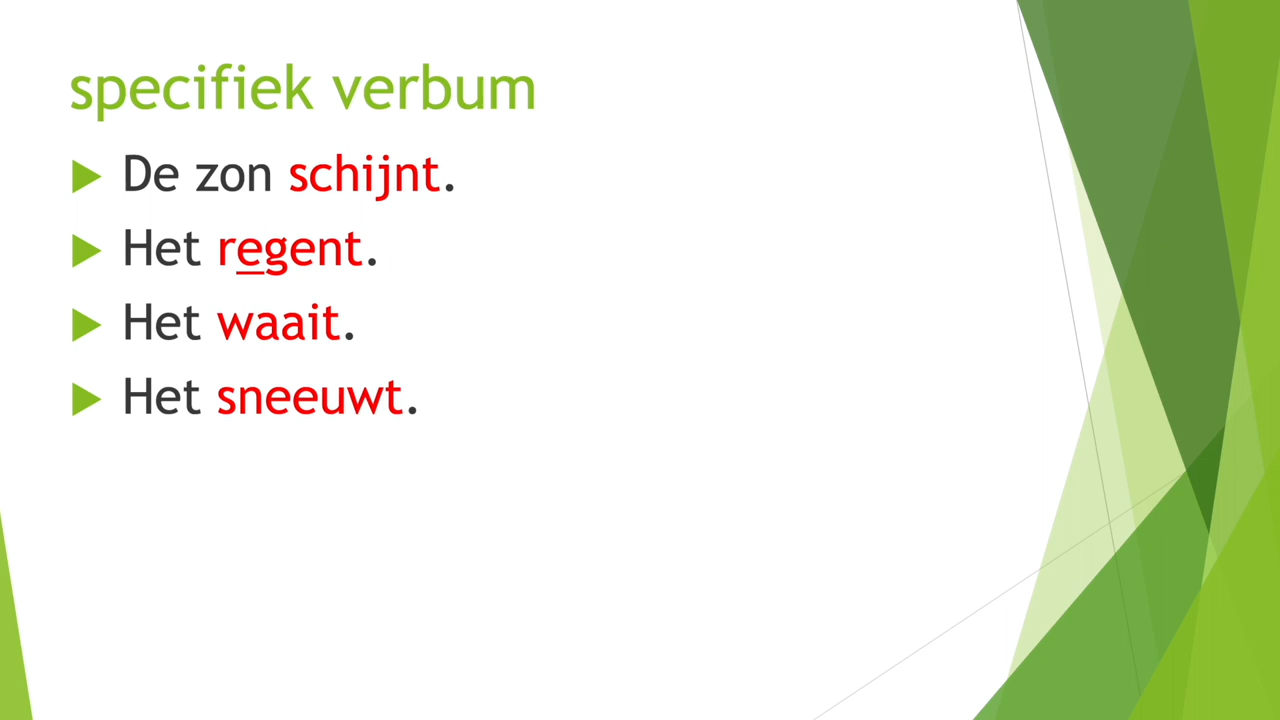 specifiek verbum
De zon schijnt.
Het regent.
Het waait.
Het sneeuwt.